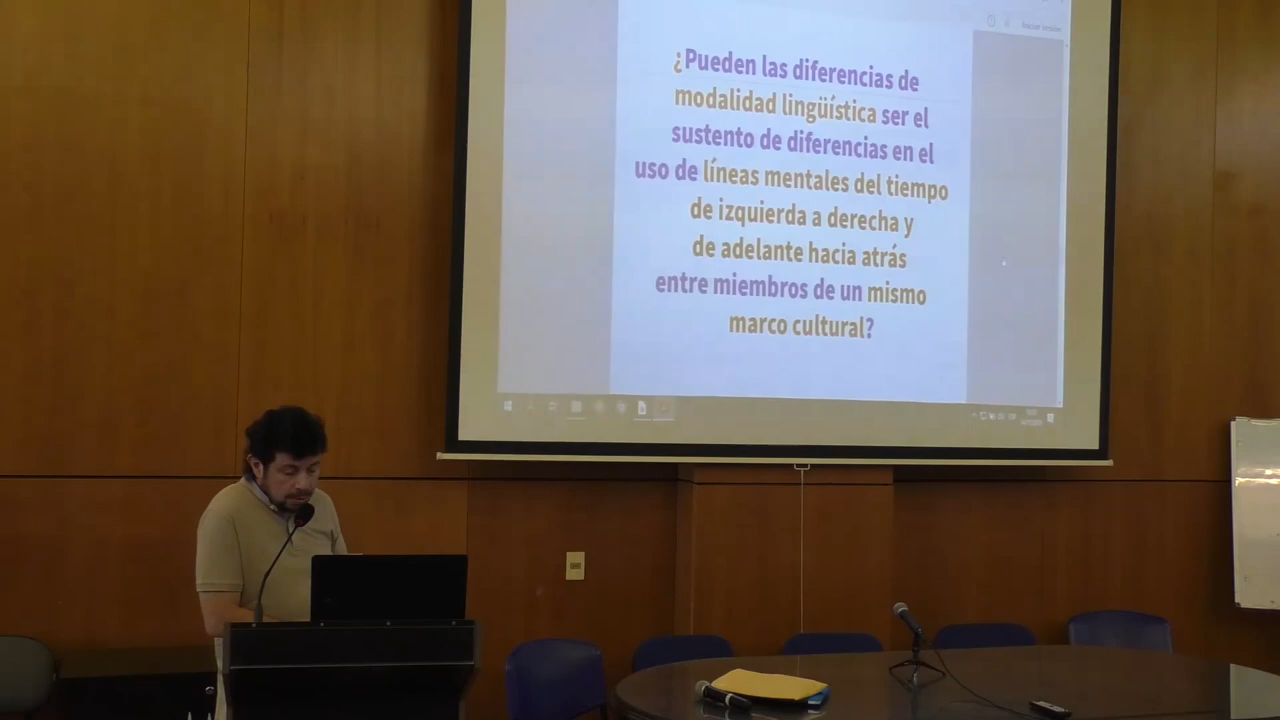 ¿Pueden las diferencias de
modalidad lingüística ser el
sustento de diferencias en el
uso de líneas mentales del tiempo
de izquierda a derecha y
de adelante hacia atrás
entre miembros de un mismo
marco cultural?